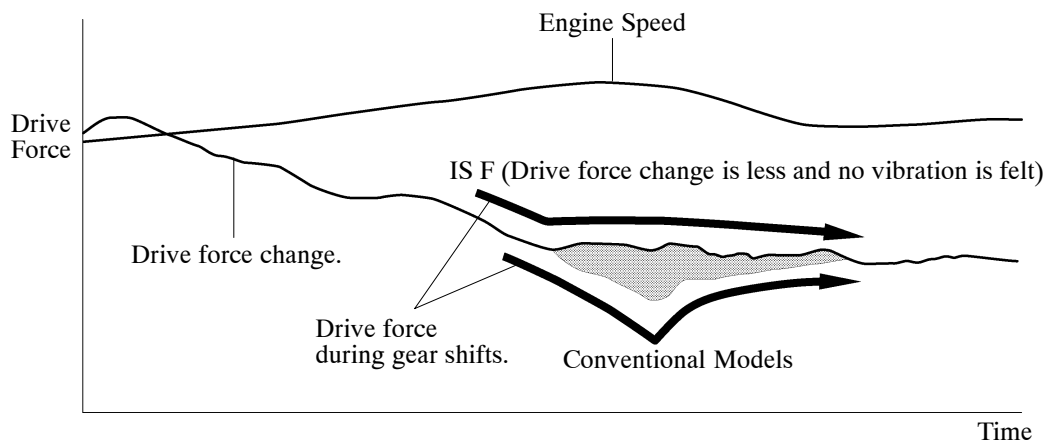 Engine Speed
Drive
Force
IS F (Drive force change is less and no vibration is felt)
Drive force change.
Drive force
during gear shifts.
Conventional Models
Time